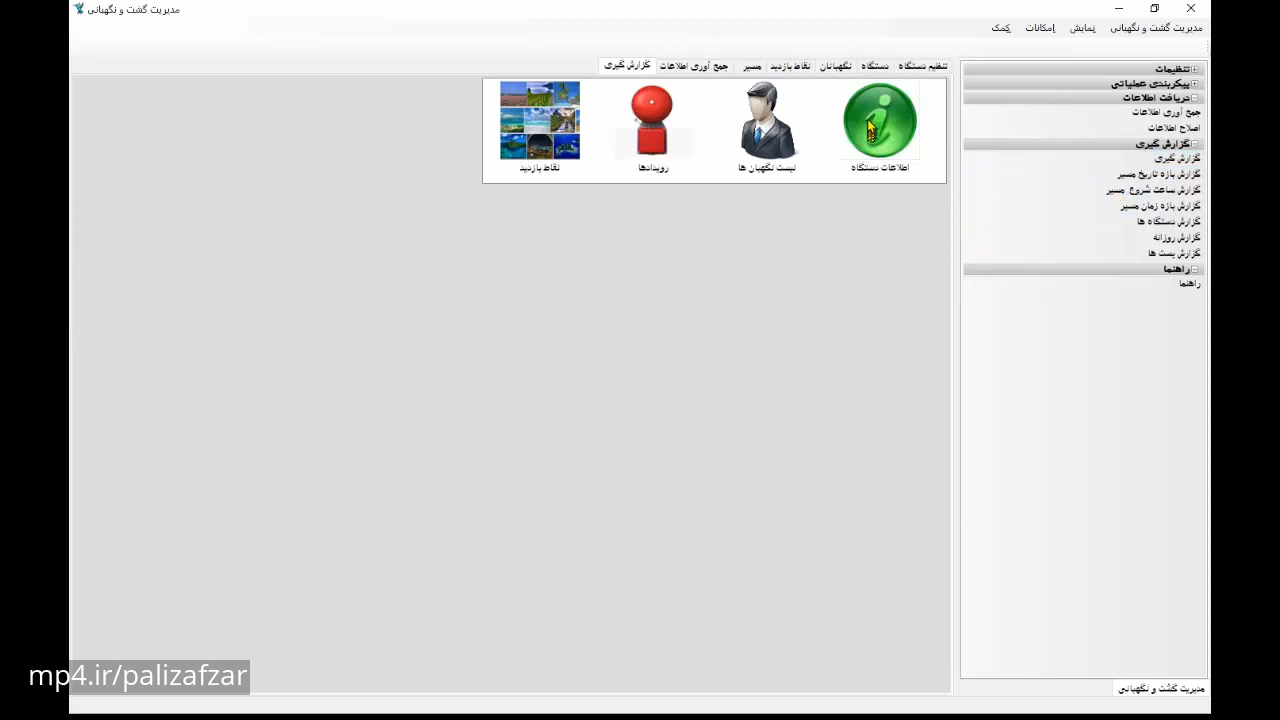 مدیریت گشت و نگهبانی
مدیریت گشت و نگهبانی نمایش امکانات کمک
تنظیم دستگاه دستگاه نگهبانان نقاط بازدید مسیر جمع آوری اطلاعات گزارش گیری
اطلاعات دستگاه لیست نگهبان ها رویدادها نقاط بازدید
تنظیمات
پیکربندی عملیاتی
دریافت اطلاعات
جمع آوری اطلاعات
اصلاح اطلاعات
گزارش گیری
گزارش گیری
گزارش بازه تاریخ مسیر
گزارش ساعت شروع مسیر
گزارش بازه زمان مسیر
گزارش دستگاه ها
گزارش روزانه
گزارش پست ها
راهنما
راهنما
مدیریت گشت و نگهبانی
mp4.ir/palizafzar